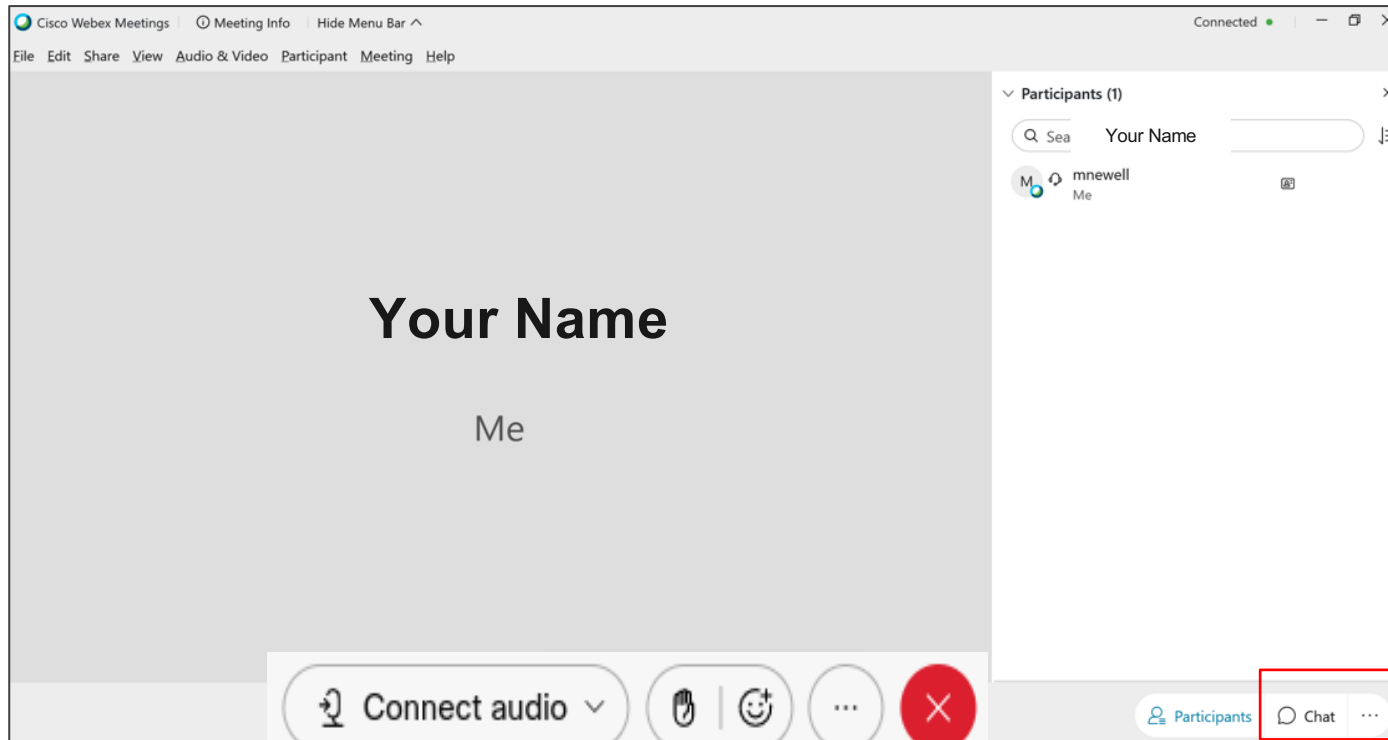 Cisco Webex Meetings Meeting Info Hide Menu Bar Connected
File Edit Share View Audio & Video Participant Meeting Help
Participants (1)
Sea Your Name
M mnewell
Me
Your Name
Me
Connect audio
Participants Chat